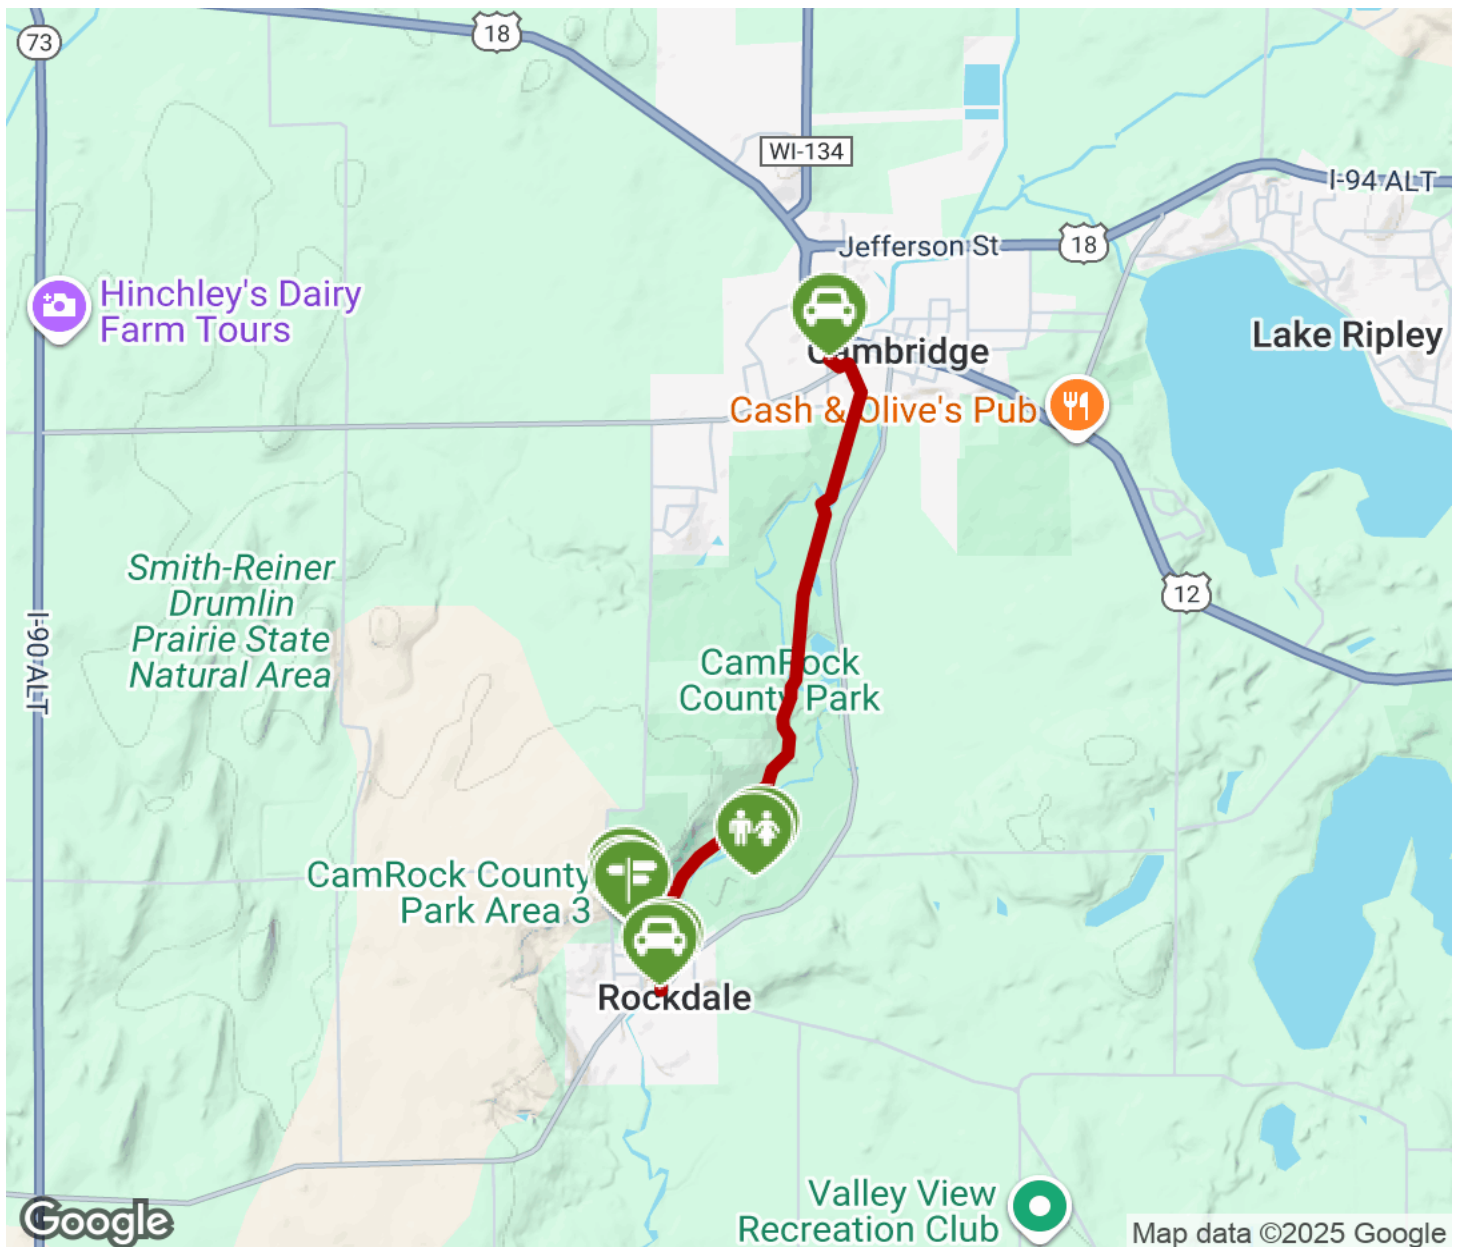 73
18
WI-134
I-94 ALT
Jefferson St
18
Hinchley's Dairy
Farm Tours
Lake Ripley
Cambridge
Cash & Olive's Pub
Smith-Reiner
Drumlin
Prairie State
Natural Area
12
I-90 ALT
CamRock
County Park
CamRock County
Park Area 3
Rockdale
Valley View
Recreation Club
Google
Map data ©2025 Google